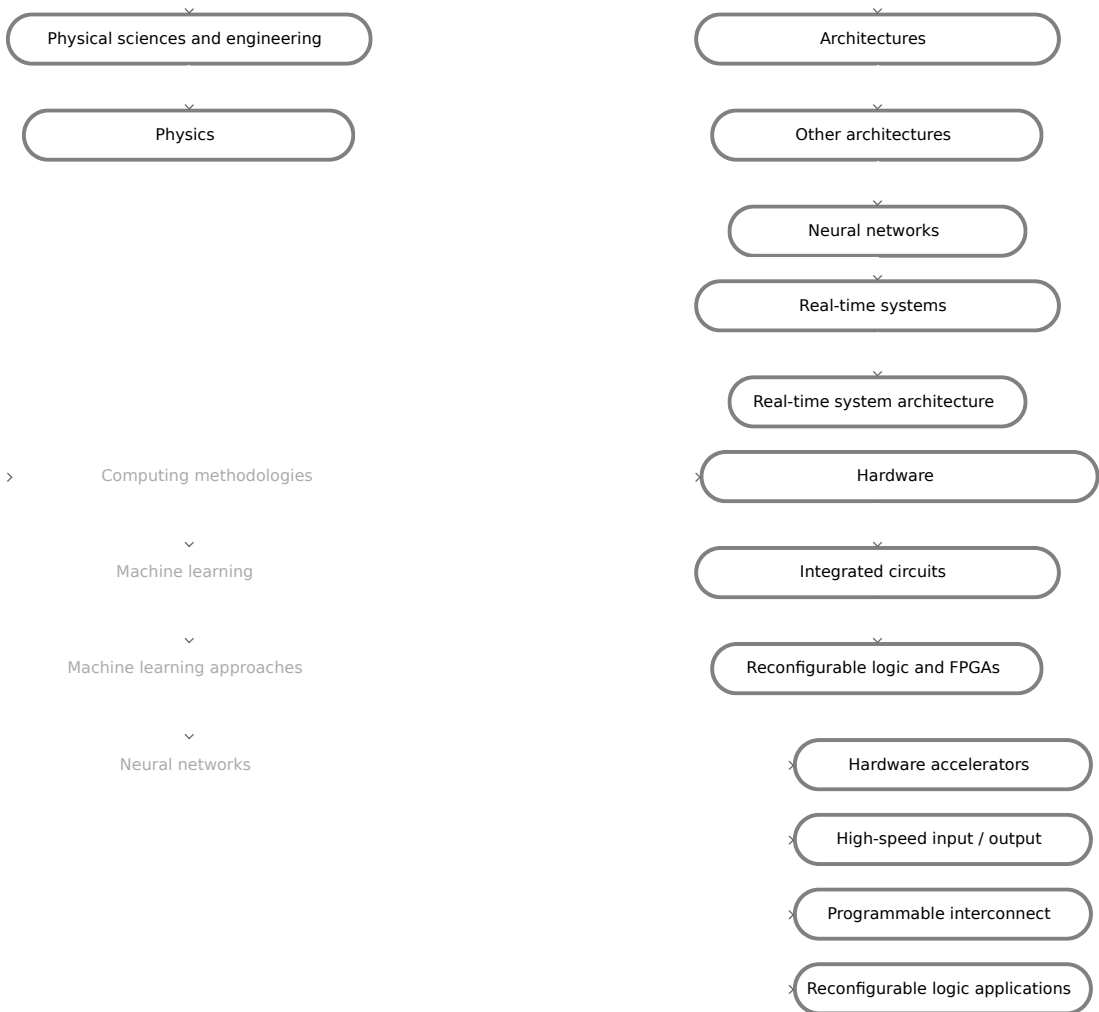 Physical sciences and engineering
Physics
Computing methodologies
Machine learning
Machine learning approaches
Neural networks
Architectures
Other architectures
Neural networks
Real-time systems
Real-time system architecture
Hardware
Integrated circuits
Reconfigurable logic and FPGAs
Hardware accelerators
High-speed input / output
Programmable interconnect
Reconfigurable logic applications